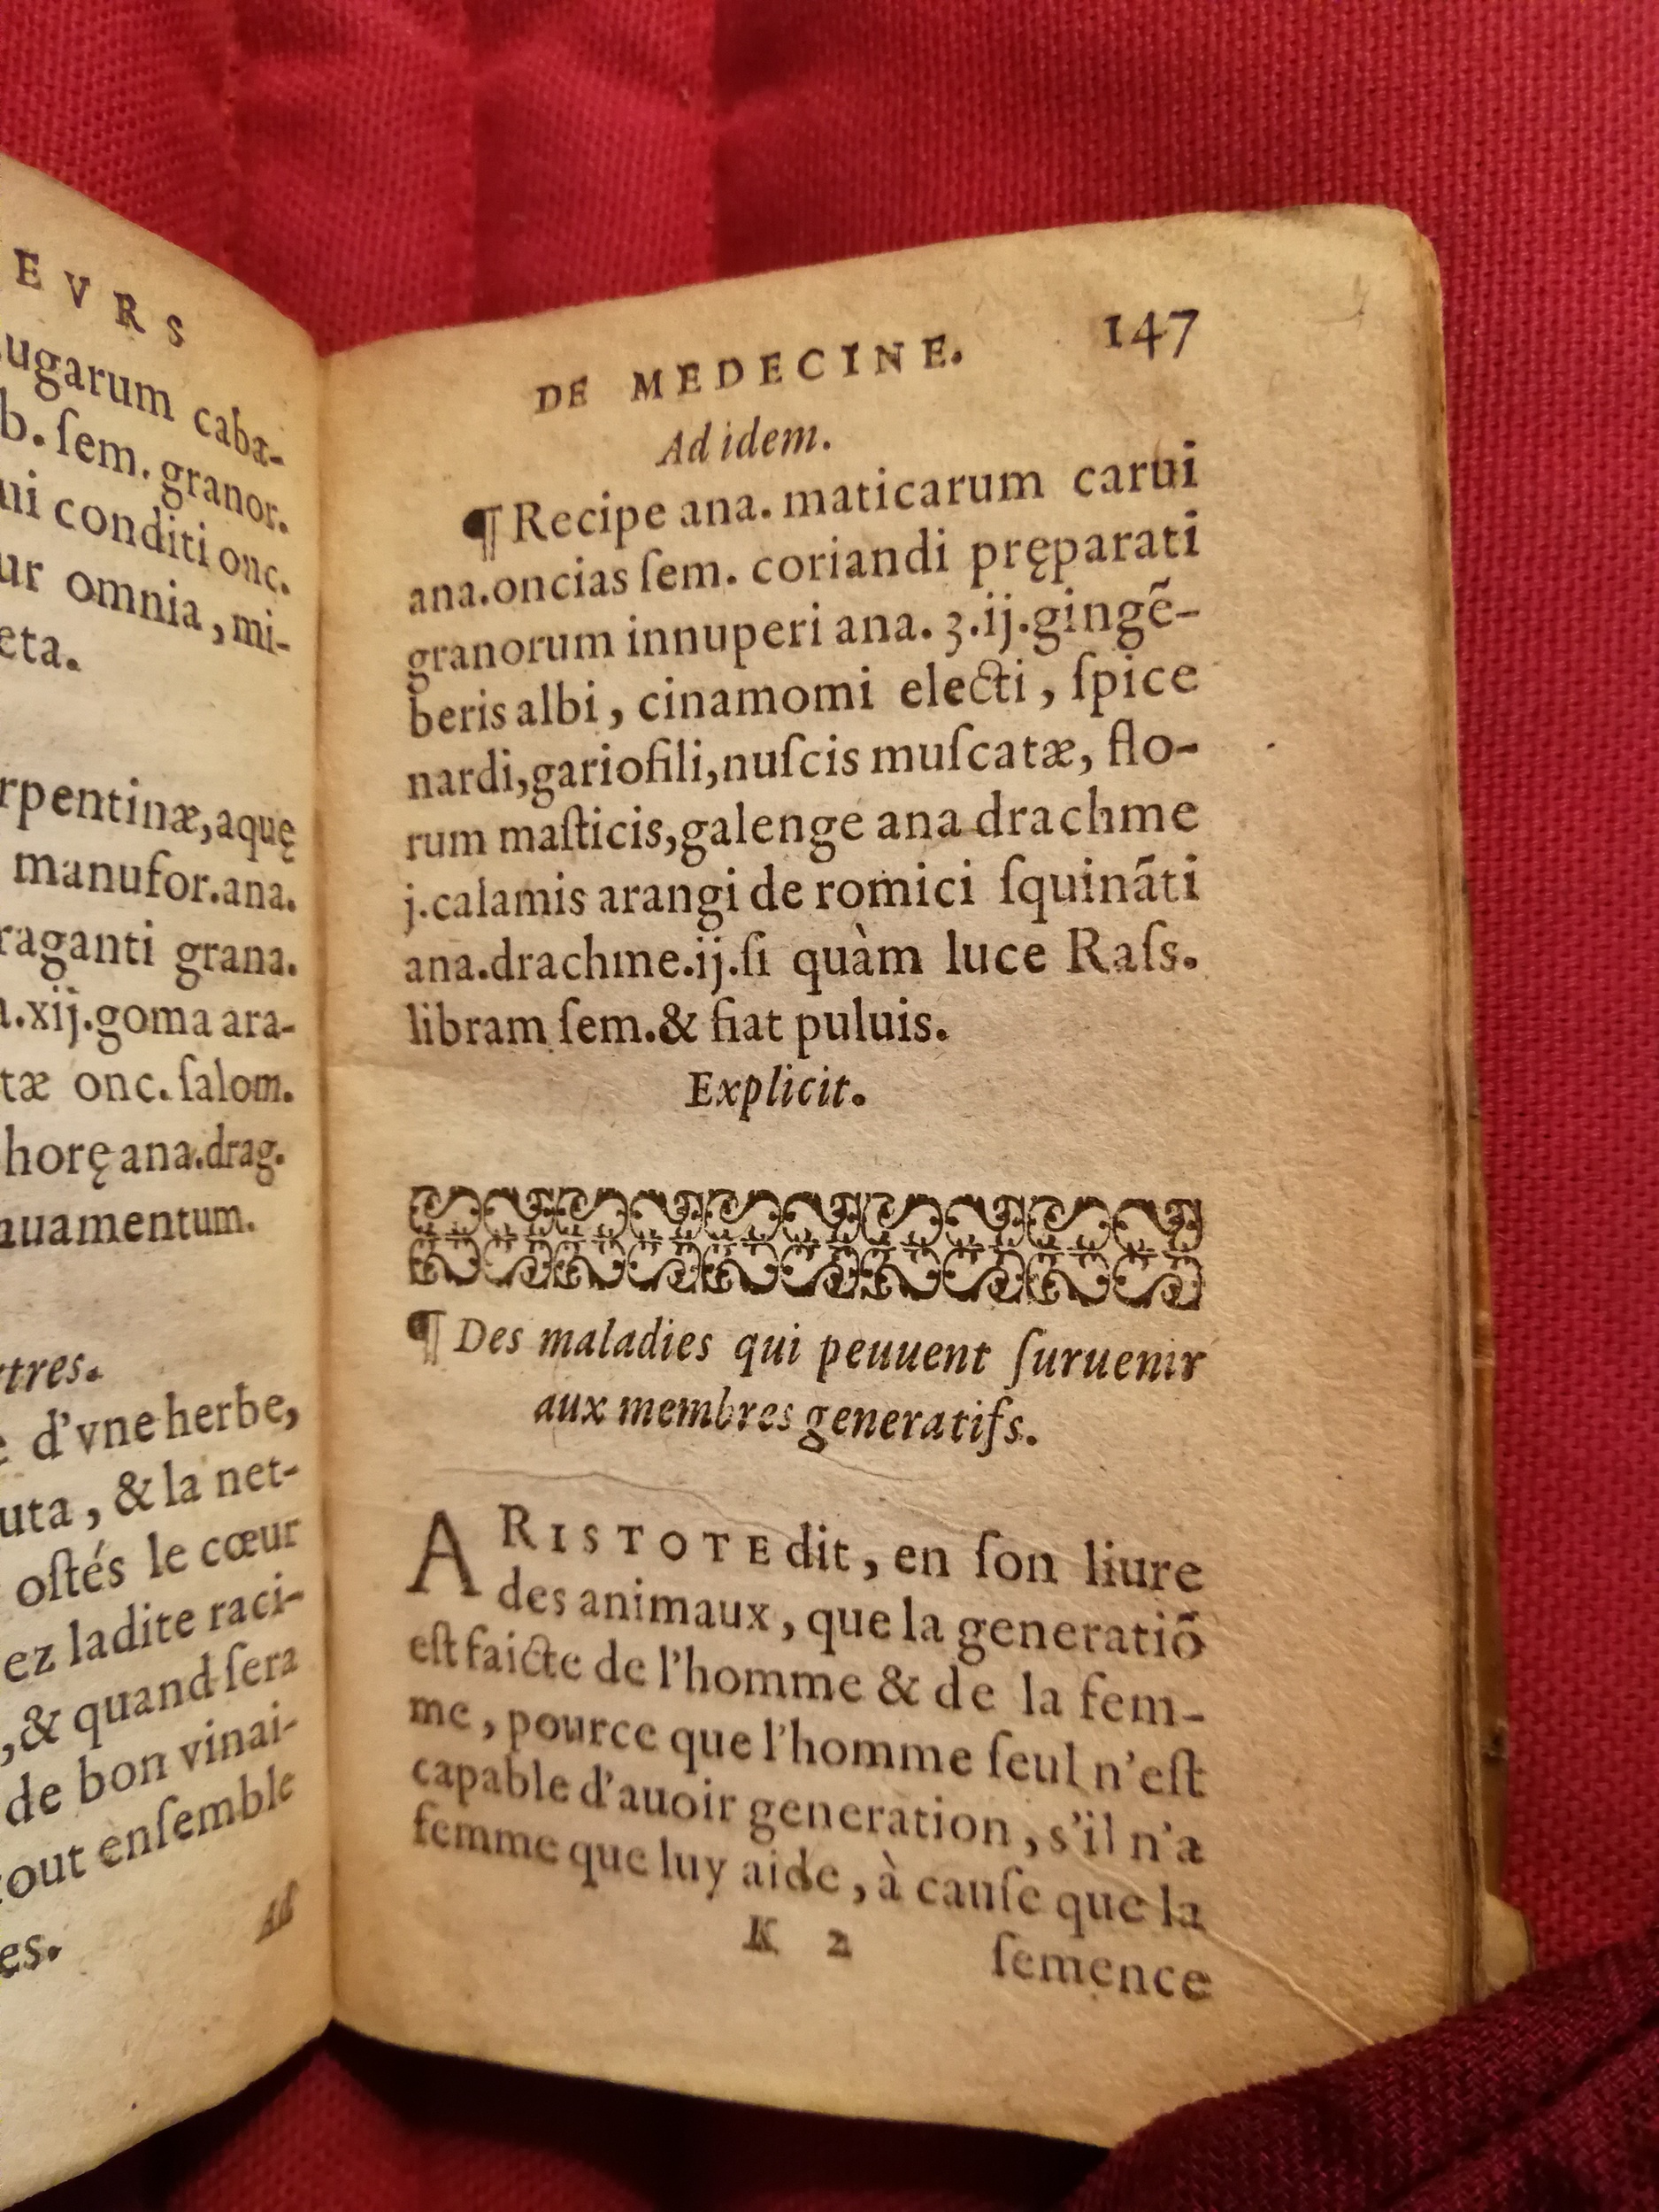 EVRS
ugarum caba-
b. ſem. granor.
ui conditi onc.
ur omnia, mi-
eta.
rpentinæ, aquę
manufor.ana.
raganti grana.
.xij.goma ara-
tæ onc. ſalom.
horę ana.drag.
uamentum.
rtres.
d'vne herbe,
uta, & la net-
oſtés le cœur
ez ladite raci-
,& quand ſera
de bon vinai-
out enſemble
es.
DE MEDECINE. 147
Ad idem.
¶ Recipe ana. maticarum carui
ana.oncias ſem. coriandi pręparati
granorum innuperi ana. ʒ.ij.gingẽ-
beris albi, cinamomi electi, ſpice
nardi,gariofili,nuſcis muſcatæ, flo-
rum maſticis,galenge ana drachme
j.calamis arangi de romici ſquinãti
ana.drachme.ij.ſi quàm luce Raſs.
libram ſem.& fiat puluis.
Explicit.
¶ Des maladies qui peuuent ſuruenir
aux membres generatifs.
ARISTOTE dit, en ſon liure
des animaux, que la generatiõ
eſt faicte de l'homme & de la fem-
me, pource que l'homme ſeul n'eſt
capable d'auoir generation, s'il n'a
femme que luy aide, à cauſe que la
K 2 ſemence